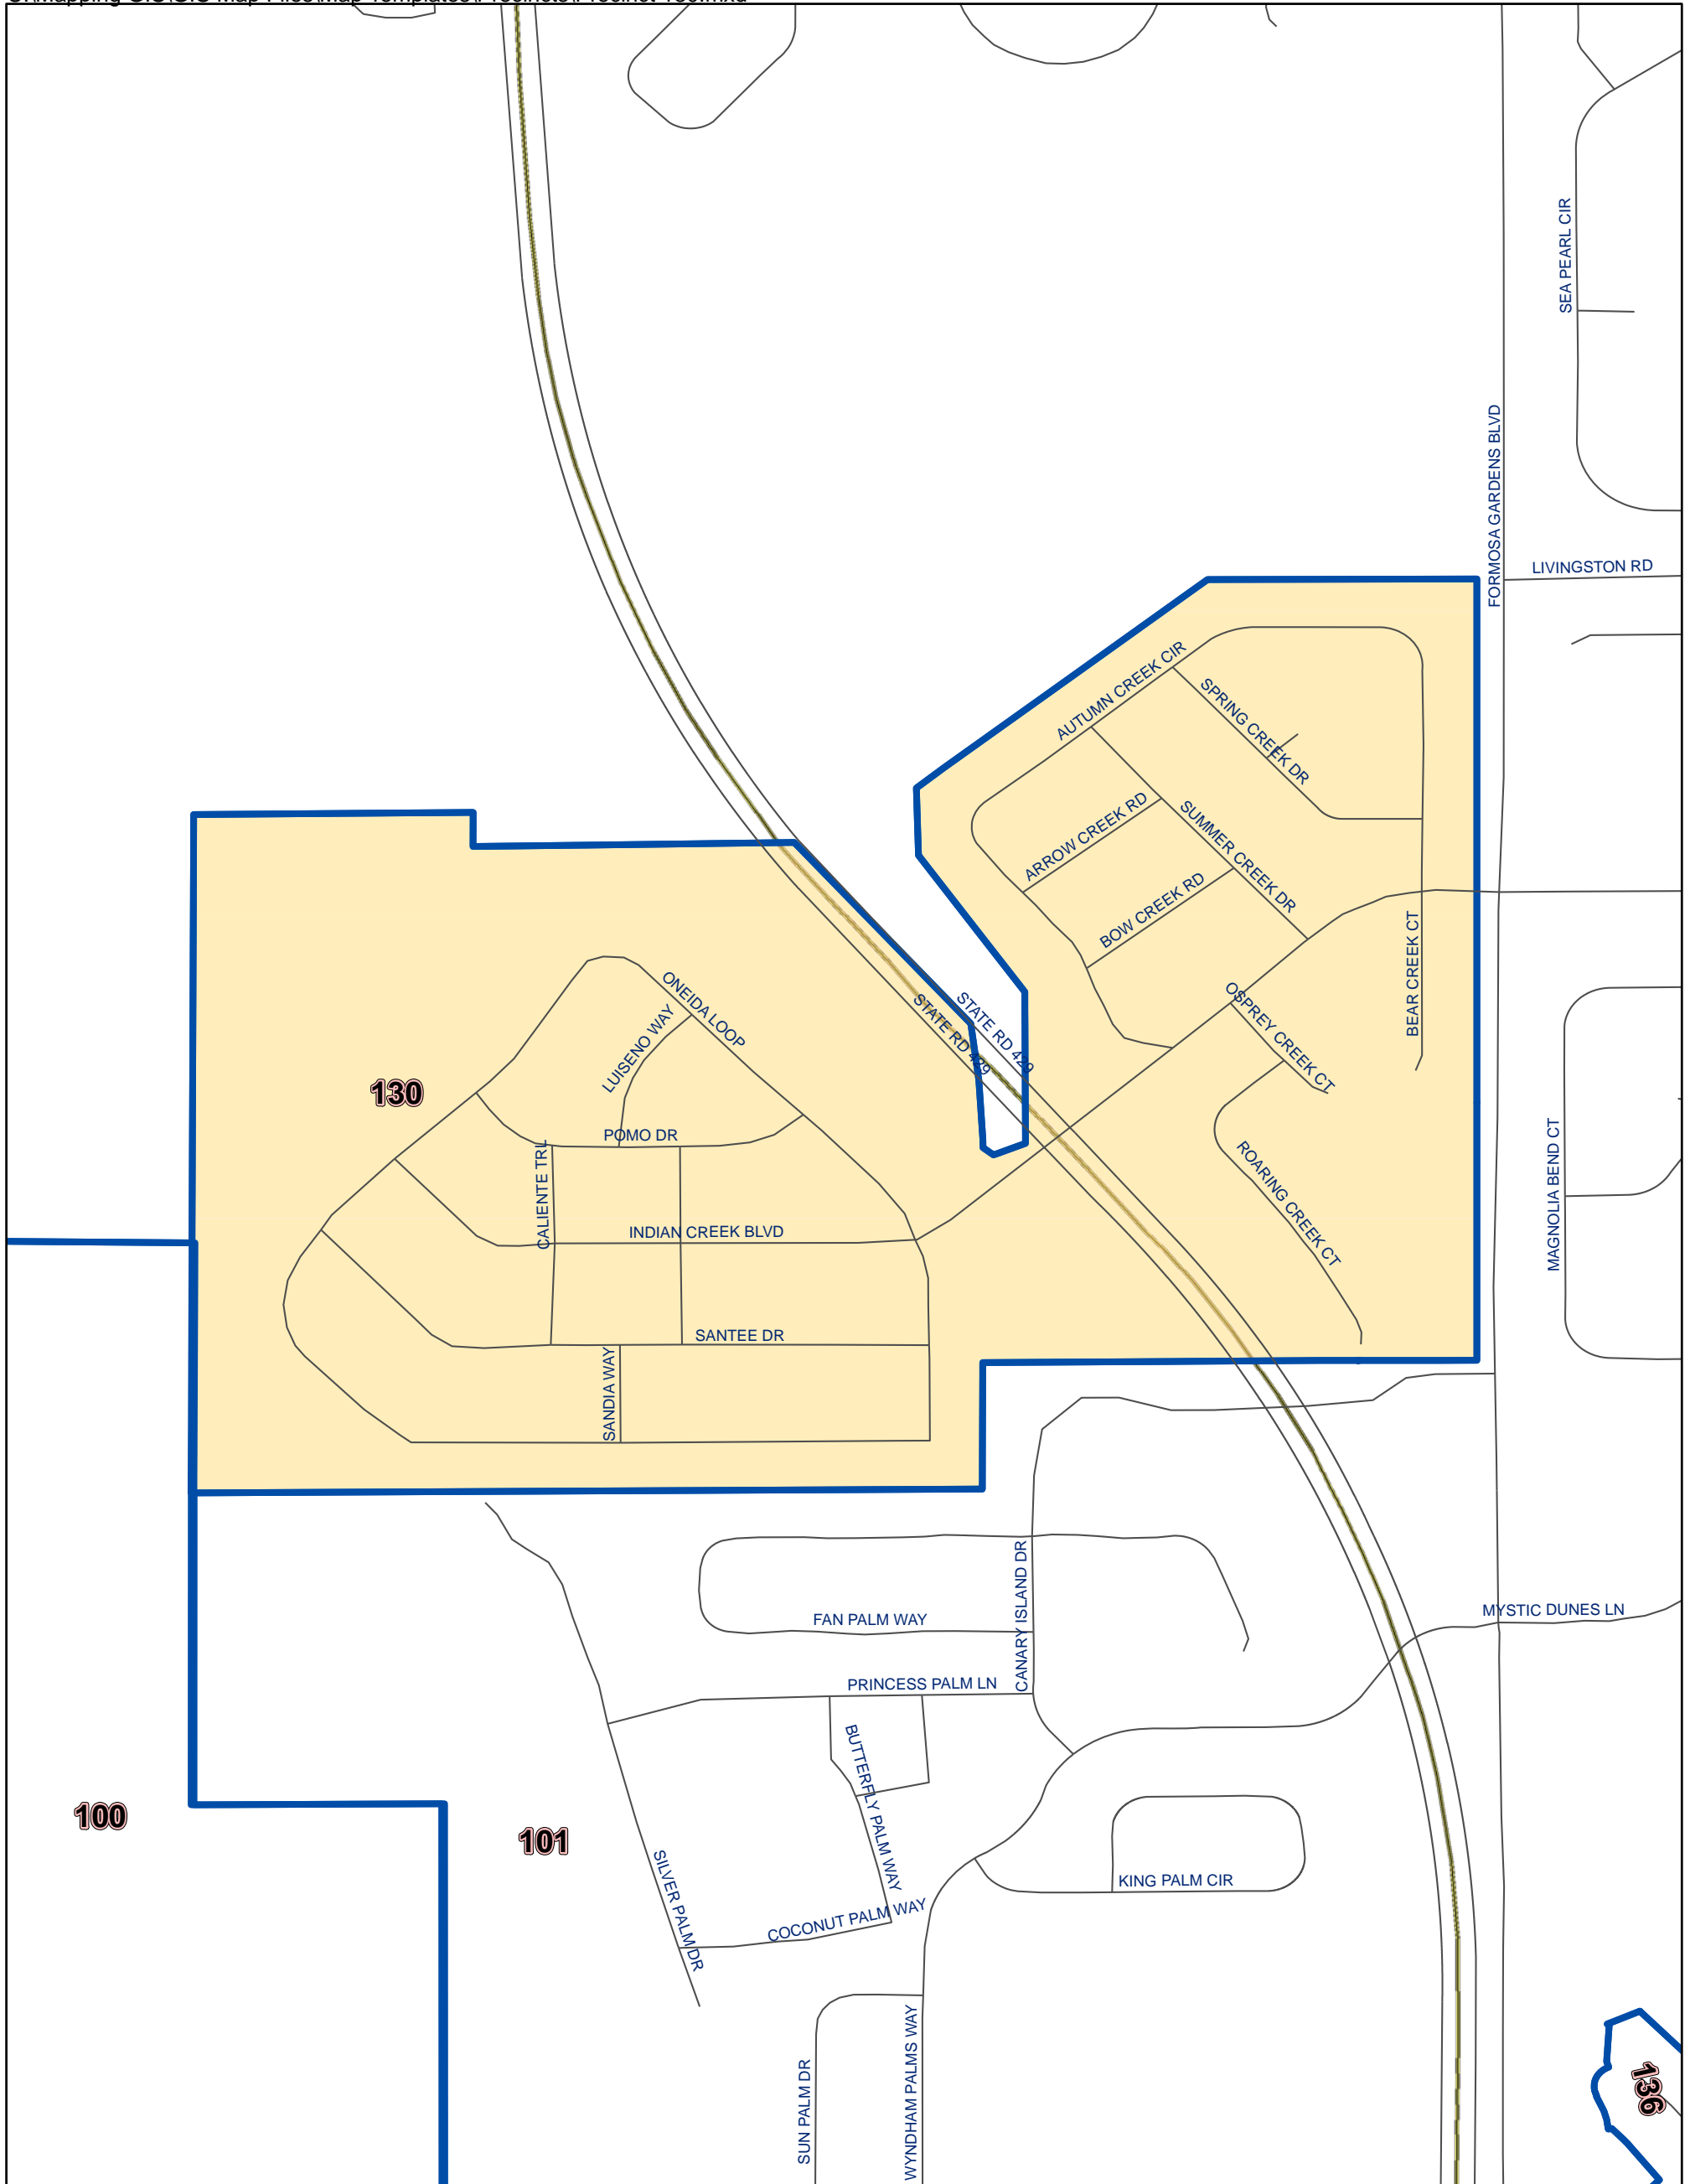 SEA PEARL CIR
FORMOSA GARDENS BLVD
LIVINGSTON RD
AUTUMN CREEK CIR
SPRING CREEK DR
ARROW CREEK RD
SUMMER CREEK DR
BOW CREEK RD
BEAR CREEK CT
OSPREY CREEK CT
STATE RD 429
STATE RD 429
ONEIDA LOOP
LUISENO WAY
130
POMO DR
CALIENTE TRL
INDIAN CREEK BLVD
ROARING CREEK CT
MAGNOLIA BEND CT
SANTEE DR
SANDIA WAY
CANARY ISLAND DR
FAN PALM WAY
MYSTIC DUNES LN
PRINCESS PALM LN
BUTTERFLY PALM WAY
100
101
SILVER PALM DR
KING PALM CIR
COCONUT PALM WAY
SUN PALM DR
WYNDHAM PALMS WAY
136